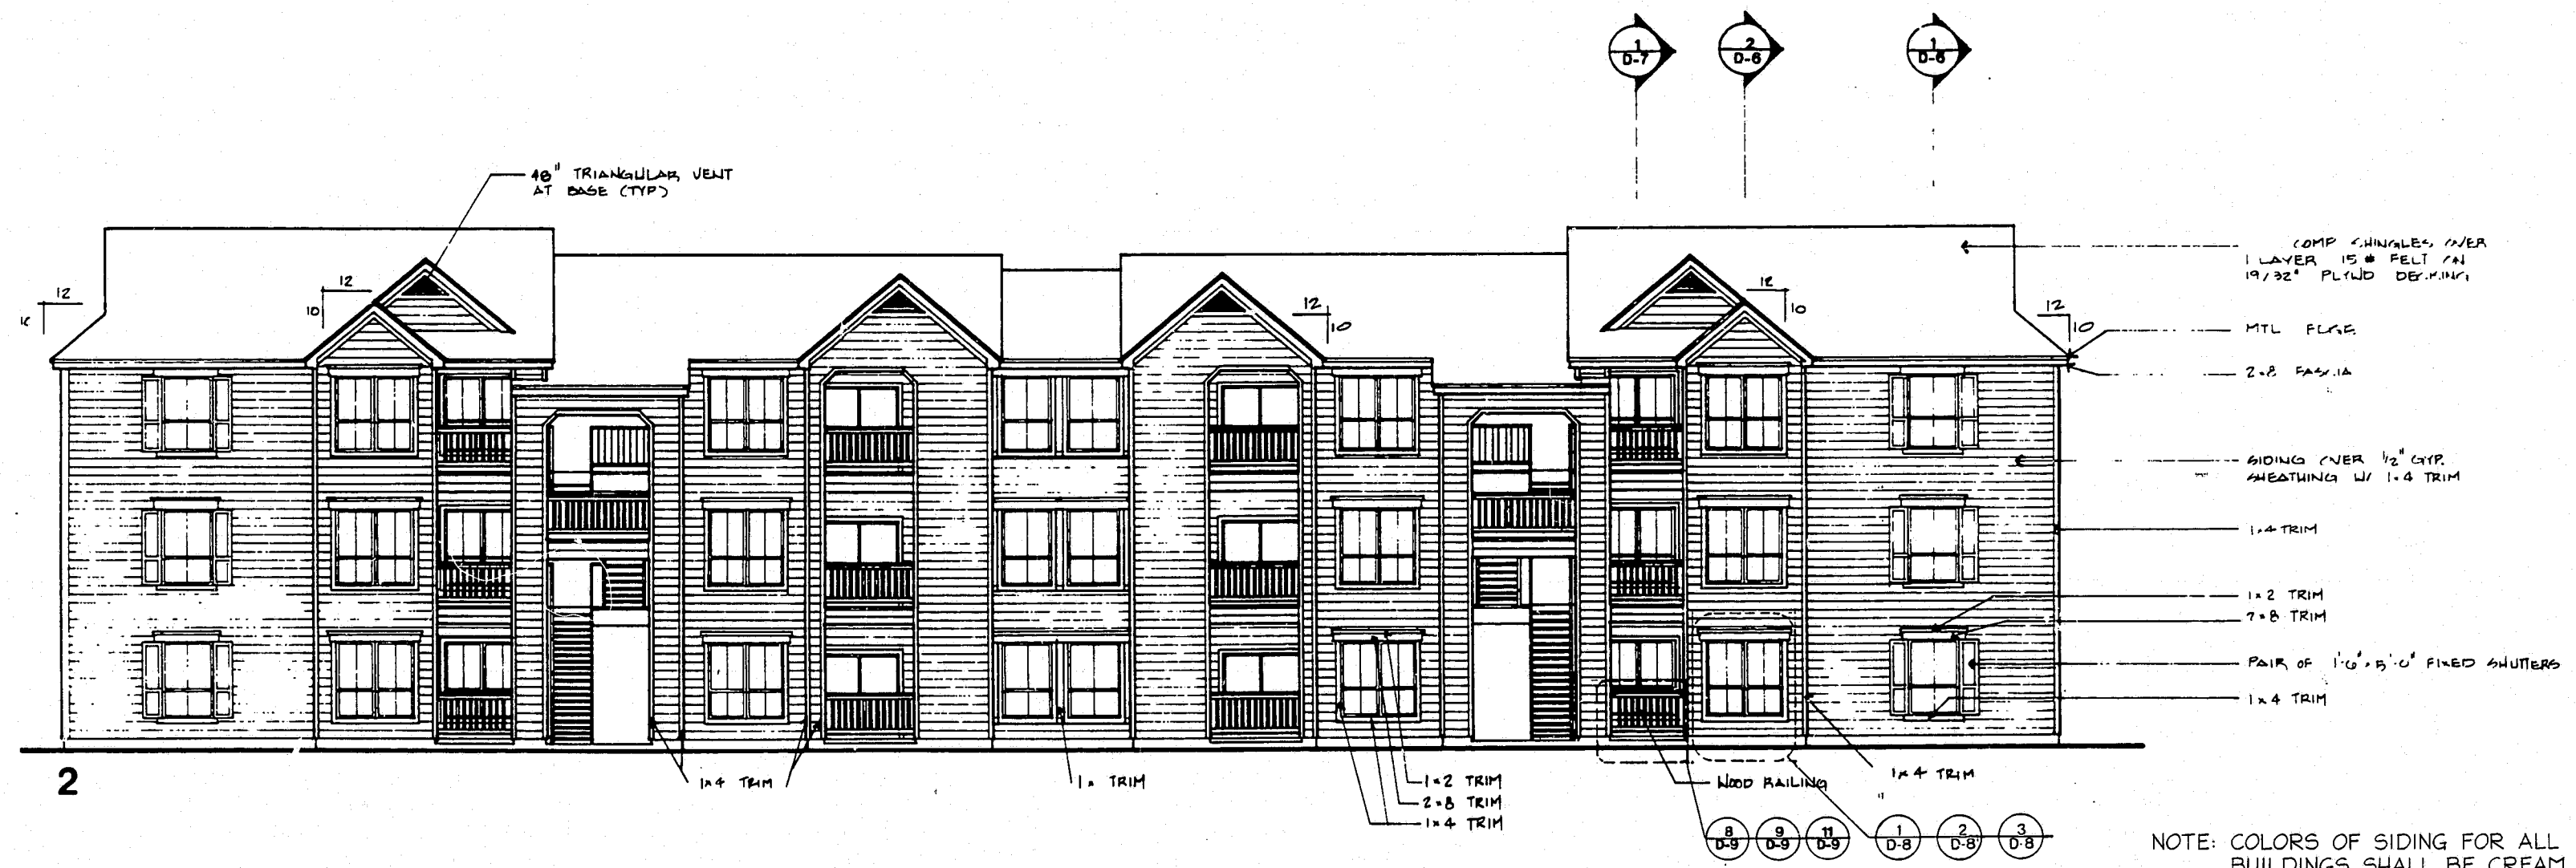 1
D-7
2
D-6
1
D-6
48" TRIANGULAR VENT
AT BASE (TYP)
COMP SHINGLES OVER
1 LAYER 15 # FELT ON
19/32" PLYWD DECKING
12
12
10
12
10
12
10
12
10
MTL EDGE
2x8 FASCIA
SIDING OVER 1/2" GYP.
SHEATHING W/ 1x4 TRIM
1x4 TRIM
1x2 TRIM
PAIR OF 1'-6" x 5'-0" FIXED SHUTTERS
1x4 TRIM
2
1x4 TRIM
1x TRIM
1x2 TRIM
2x8 TRIM
1x4 TRIM
WOOD RAILING
1x4 TRIM
8
D-9
9
D-9
11
D-9
1
D-8
2
D-8
3
D-8
NOTE: COLORS OF SIDING FOR ALL
BUILDINGS SHALL BE CREAM